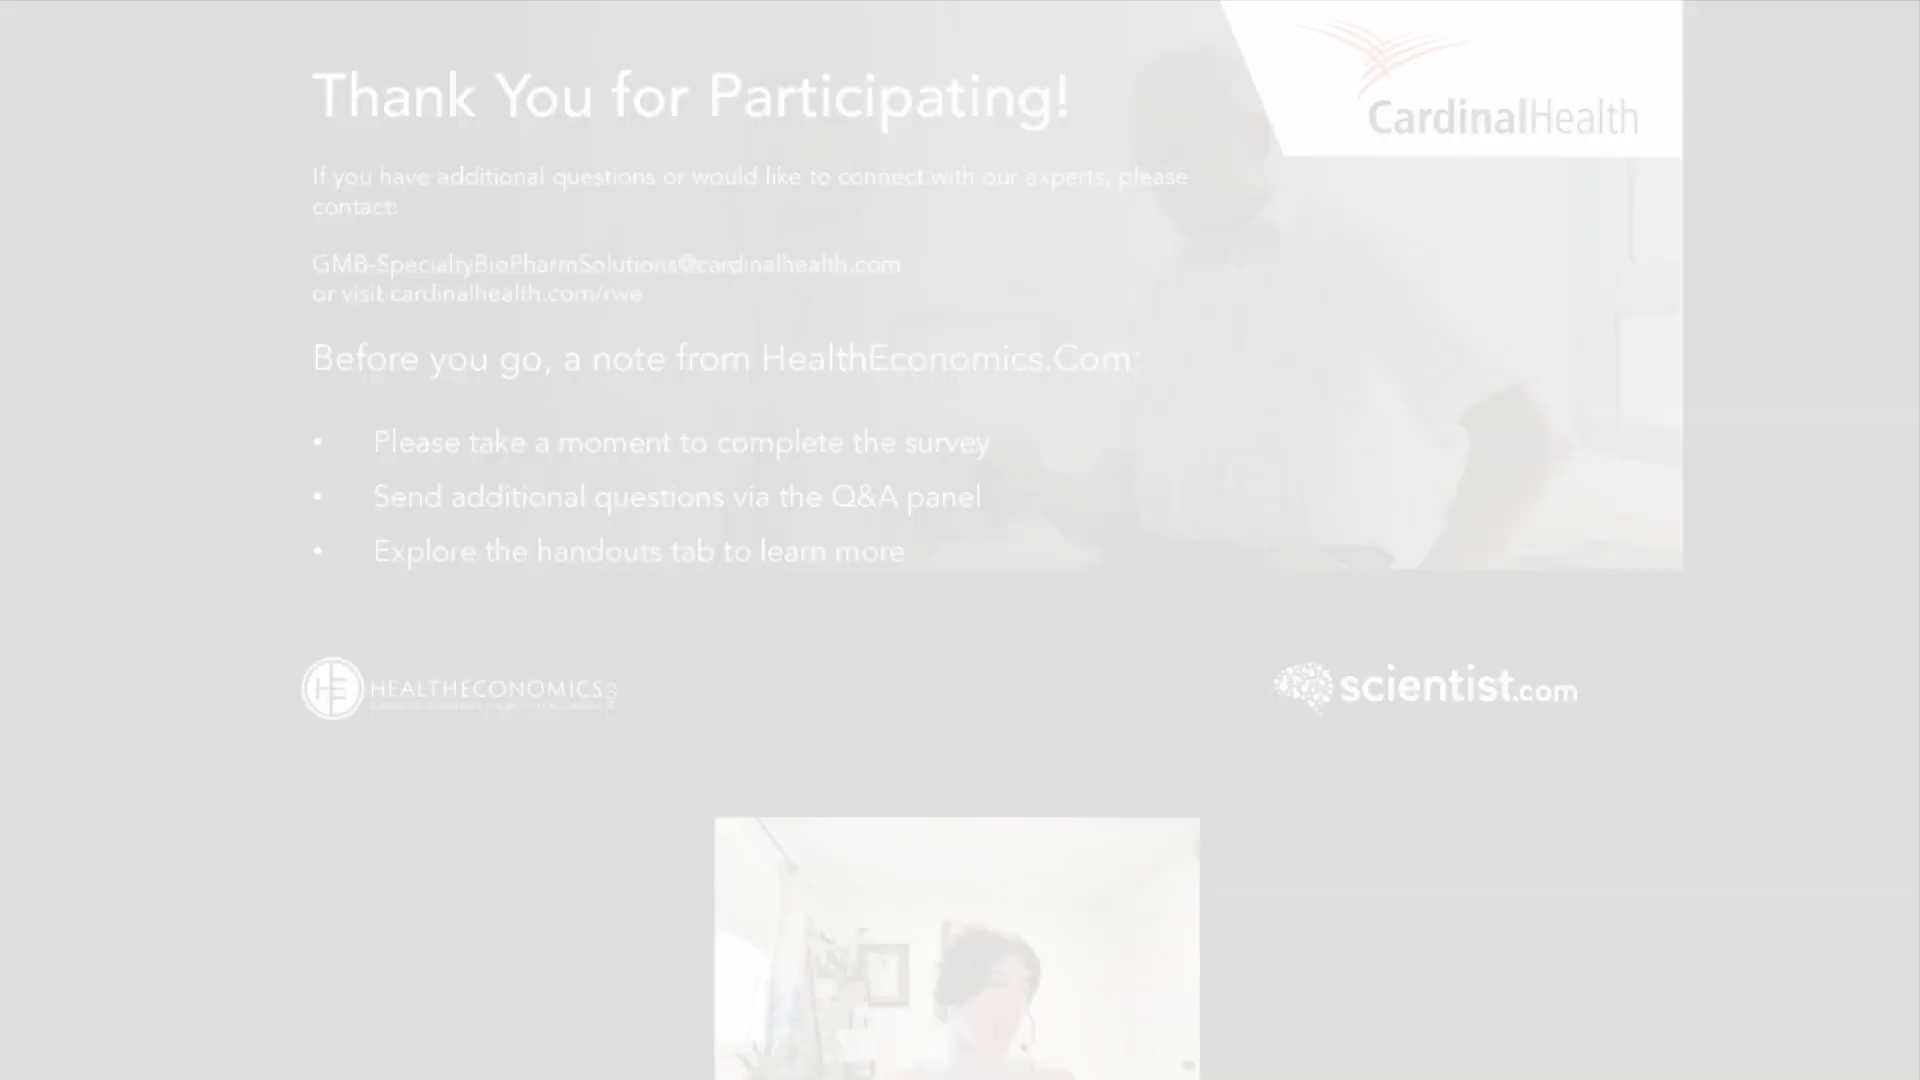 Thank You for Participating!
CardinalHealth
If you have additional questions or would like to connect with our experts, please
contact:
GMB-SpecialtyBioPharmSolutions@cardinalhealth.com
or visit cardinalhealth.com/rwe
Before you go, a note from HealthEconomics.Com:
• Please take a moment to complete the survey
• Send additional questions via the Q&A panel
• Explore the handouts tab to learn more
HE HEALTHECONOMICS
scientist.com